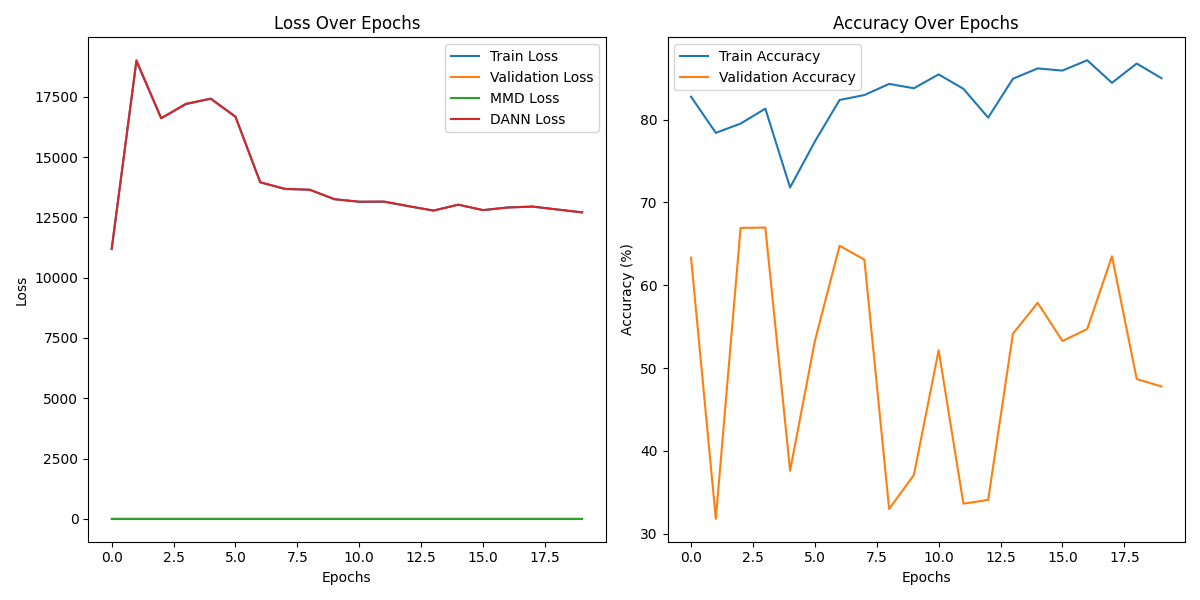 Loss Over Epochs
Train Loss
Validation Loss
MMD Loss
DANN Loss
17500
15000
12500
10000
7500
5000
2500
0
Loss
0.0 2.5 5.0 7.5 10.0 12.5 15.0 17.5
Epochs
Accuracy Over Epochs
Train Accuracy
Validation Accuracy
80
70
60
50
40
30
Accuracy (%)
0.0 2.5 5.0 7.5 10.0 12.5 15.0 17.5
Epochs